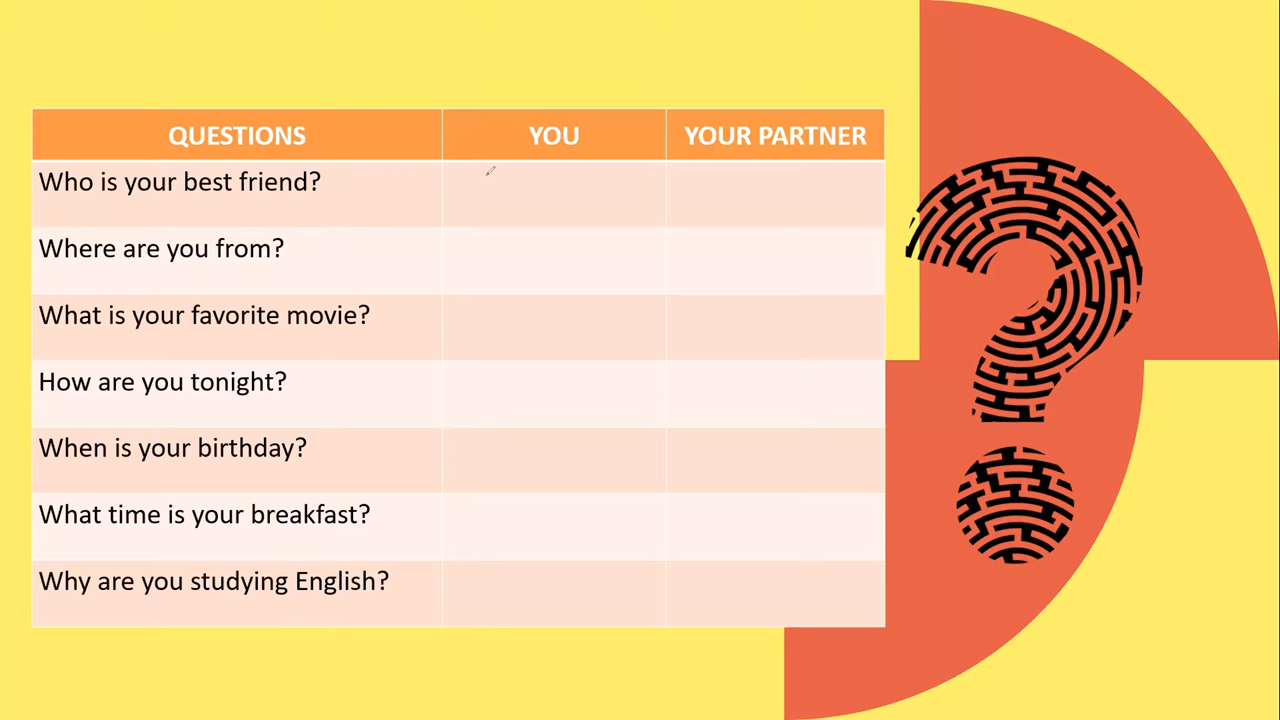 QUESTIONS YOU YOUR PARTNER
Who is your best friend?
Where are you from?
What is your favorite movie?
How are you tonight?
When is your birthday?
What time is your breakfast?
Why are you studying English?